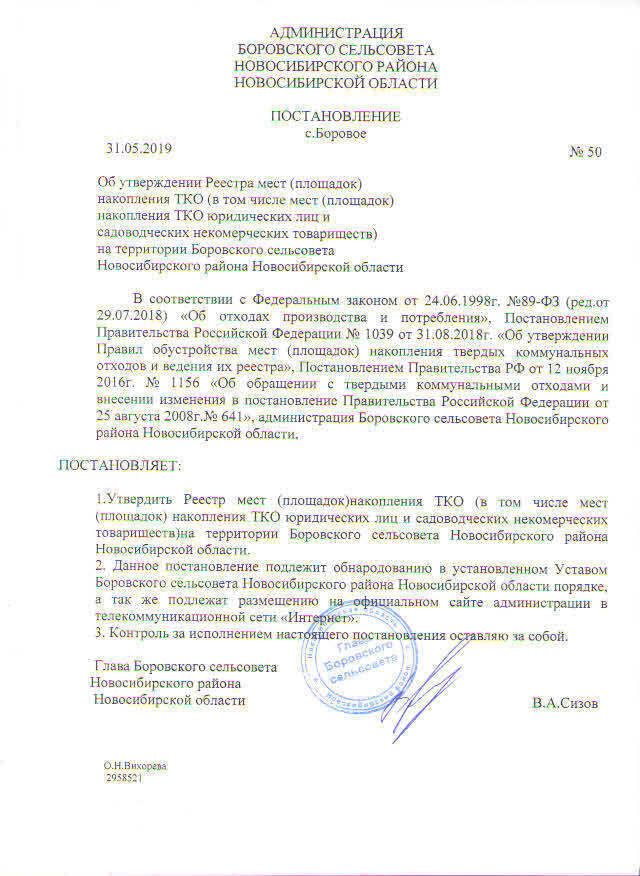 АДМИНИСТРАЦИЯ
БОРОВСКОГО СЕЛЬСОВЕТА
НОВОСИБИРСКОГО РАЙОНА
НОВОСИБИРСКОЙ ОБЛАСТИ
ПОСТАНОВЛЕНИЕ
с.Боровое
31.05.2019 № 50
Об утверждении Реестра мест (площадок)
накопления ТКО (в том числе мест (площадок)
накопления ТКО юридических лиц и
садоводческих некомерческих товариществ)
на территории Боровского сельсовета
Новосибирского района Новосибирской области
В соответствии с Федеральным законом от 24.06.1998г. №89-ФЗ (ред.от
29.07.2018) «Об отходах производства и потребления», Постановлением
Правительства Российской Федерации № 1039 от 31.08.2018г. «Об утверждении
Правил обустройства мест (площадок) накопления твердых коммунальных
отходов и ведения их реестра», Постановлением Правительства РФ от 12 ноября
2016г. № 1156 «Об обращении с твердыми коммунальными отходами и
внесении изменения в постановление Правительства Российской Федерации от
25 августа 2008г.№ 641», администрация Боровского сельсовета Новосибирского
района Новосибирской области,
ПОСТАНОВЛЯЕТ:
1.Утвердить Реестр мест (площадок)накопления ТКО (в том числе мест
(площадок) накопления ТКО юридических лиц и садоводческих некомерческих
товариществ)на территории Боровского сельсовета Новосибирского района
Новосибирской области.
2. Данное постановление подлежит обнародованию в установленном Уставом
Боровского сельсовета Новосибирского района Новосибирской области порядке,
а так же подлежат размещению на официальном сайте администрации в
телекоммуникационной сети «Интернет».
3. Контроль за исполнением настоящего постановления оставляю за собой.
Глава
Боровского
сельсовета
Новосибирский район
Глава Боровского сельсовета
Новосибирского района
Новосибирской области В.А.Сизов
О.Н.Вихорева
2958521